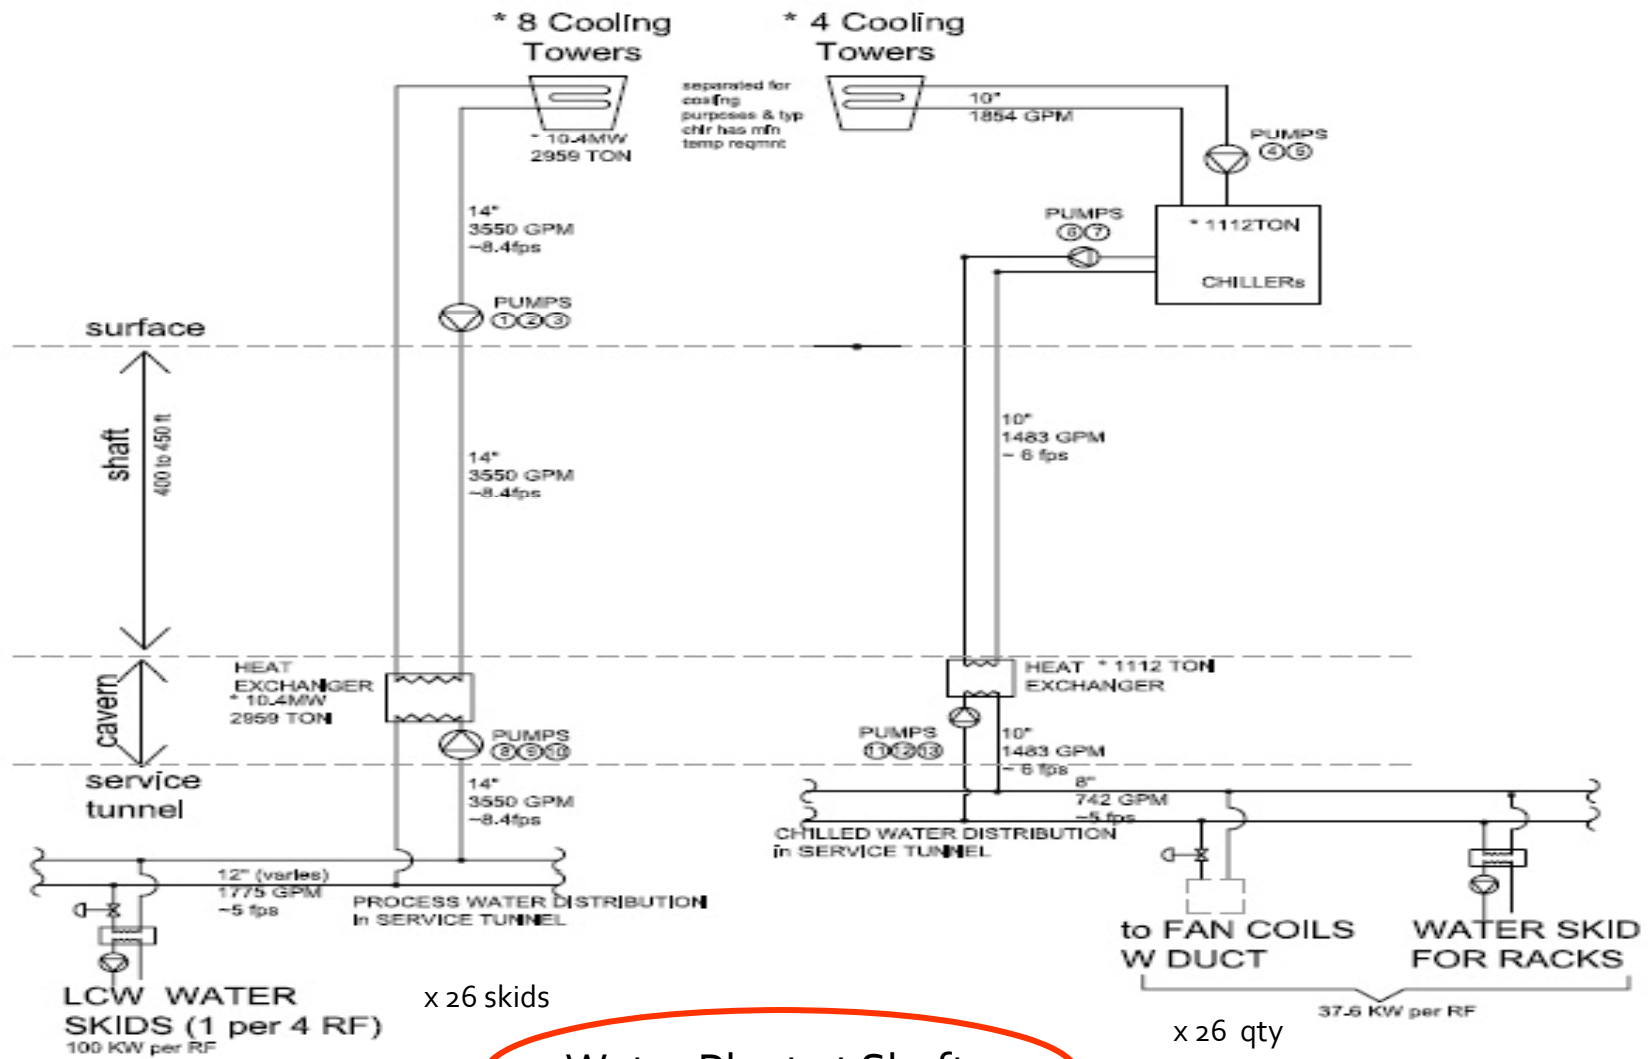 * 8 Cooling
Towers
* 4 Cooling
Towers
separated for
cooling
purposes & typ
chlr has min
temp reqmnt
* 10.4MW
2959 TON
10"
1854 GPM
PUMPS
4 5
14"
3550 GPM
~8.4fps
PUMPS
6 7
* 1112TON
CHILLERs
PUMPS
1 2 3
surface
shaft
400 to 450 ft
14"
3550 GPM
~8.4fps
10"
1483 GPM
~ 6 fps
cavern
HEAT
EXCHANGER
* 10.4MW
2959 TON
HEAT * 1112 TON
EXCHANGER
PUMPS
8 9 10
PUMPS
11 12 13
10"
1483 GPM
~ 6 fps
service
tunnel
14"
3550 GPM
~8.4fps
8"
742 GPM
~5 fps
CHILLED WATER DISTRIBUTION
in SERVICE TUNNEL
12" (varies)
1775 GPM
~5 fps
PROCESS WATER DISTRIBUTION
in SERVICE TUNNEL
to FAN COILS
W DUCT
WATER SKID
FOR RACKS
LCW WATER
SKIDS (1 per 4 RF)
100 KW per RF
x 26 skids
37.6 KW per RF
x 26 qty
Water Plant at Shaft